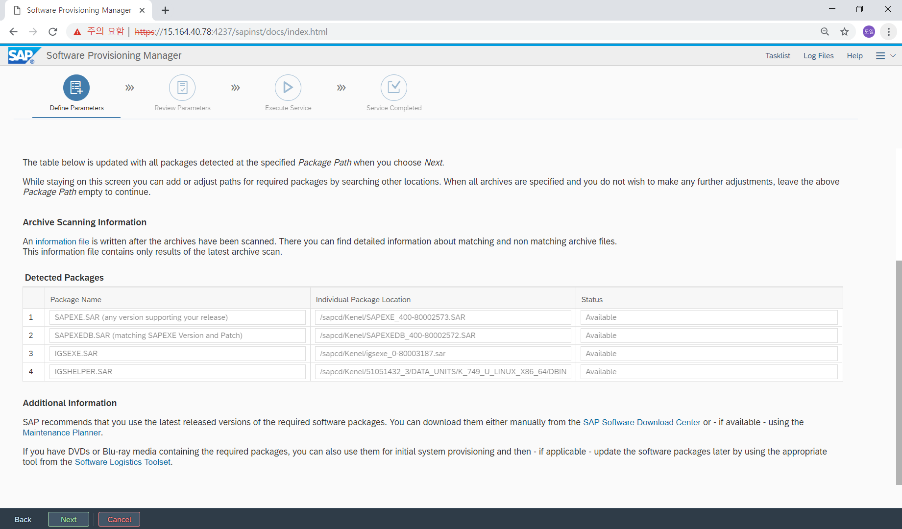 Software Provisioning Manager
주의 요함 | https://15.164.40.78:4237/sapinst/docs/index.html
SAP Software Provisioning Manager Tasklist Log Files Help
Define Parameters Review Parameters Execute Service Service Completed
The table below is updated with all packages detected at the specified Package Path when you choose Next.
While staying on this screen you can add or adjust paths for required packages by searching other locations. When all archives are specified and you do not wish to make any further adjustments, leave the above
Package Path empty to continue.
Archive Scanning Information
An information file is written after the archives have been scanned. There you can find detailed information about matching and non matching archive files.
This information file contains only results of the latest archive scan.
Detected Packages
Package Name Individual Package Location Status
1 SAPEXE.SAR (any version supporting your release) /sapcd/Kenel/SAPEXE_400-80002573.SAR Available
2 SAPEXEDB.SAR (matching SAPEXE Version and Patch) /sapcd/Kenel/SAPEXEDB_400-80002572.SAR Available
3 IGSEXE.SAR /sapcd/Kenel/igsexe_0-80003187.sar Available
4 IGSHELPER.SAR /sapcd/Kenel/51051432_3/DATA_UNITS/K_749_U_LINUX_X86_64/DBIN Available
Additional Information
SAP recommends that you use the latest released versions of the required software packages. You can download them either manually from the SAP Software Download Center or - if available - using the
Maintenance Planner.
If you have DVDs or Blu-ray media containing the required packages, you can also use them for initial system provisioning and then - if applicable - update the software packages later by using the appropriate
tool from the Software Logistics Toolset.
Back Next Cancel